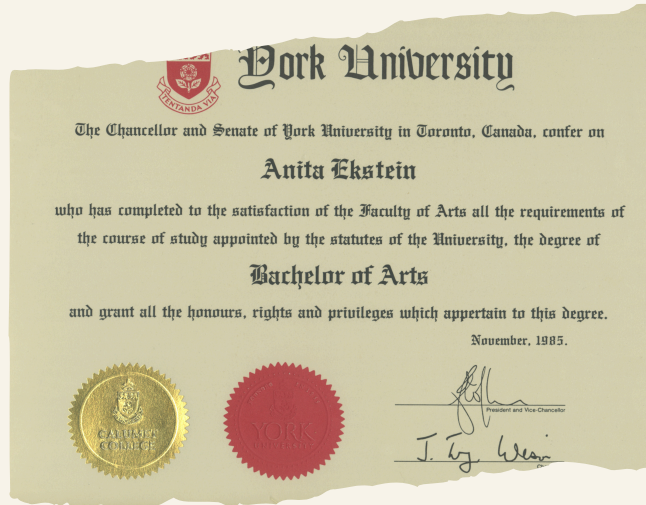 York University
TENTANDA VIA
The Chancellor and Senate of York University in Toronto, Canada, confer on
Anita Ekstein
who has completed to the satisfaction of the Faculty of Arts all the requirements of
the course of study appointed by the statutes of the University, the degree of
Bachelor of Arts
and grant all the honours, rights and privileges which appertain to this degree.
November, 1985.
President and Vice-Chancellor
YORK